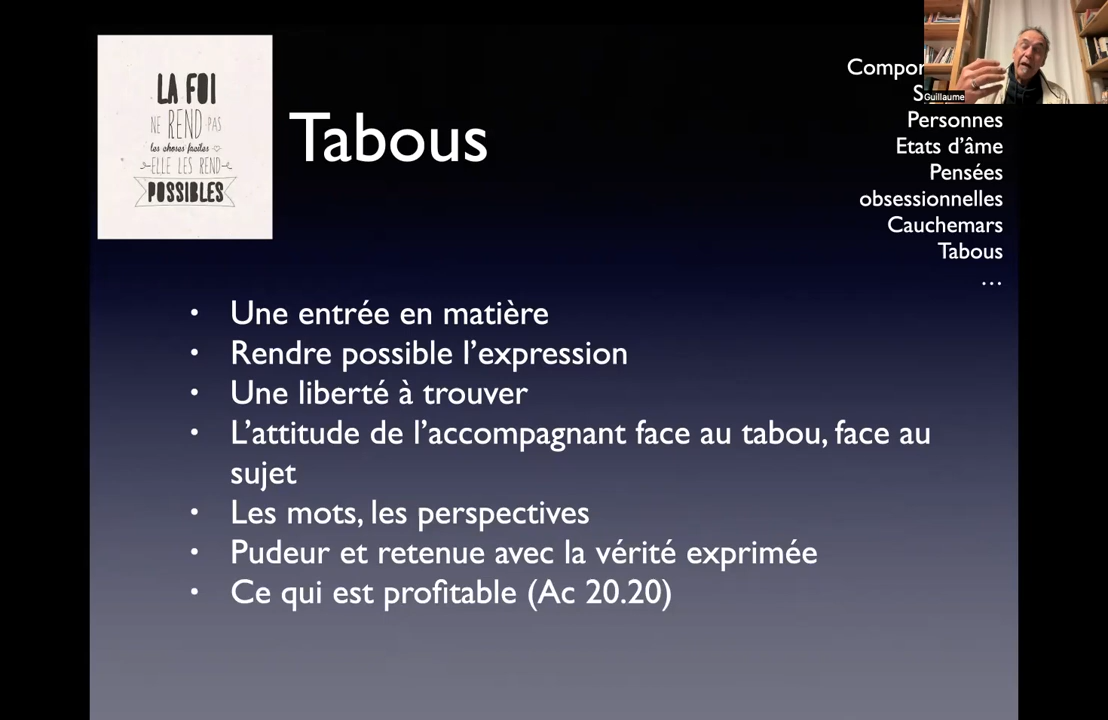 LA FOI
NE REND PAS
les choses faciles
ELLE LES REND
POSSIBLES
Tabous
Guillaume
Personnes
Etats d’âme
Pensées
obsessionnelles
Cauchemars
Tabous
…
• Une entrée en matière
• Rendre possible l’expression
• Une liberté à trouver
• L’attitude de l’accompagnant face au tabou, face au
sujet
• Les mots, les perspectives
• Pudeur et retenue avec la vérité exprimée
• Ce qui est profitable (Ac 20.20)